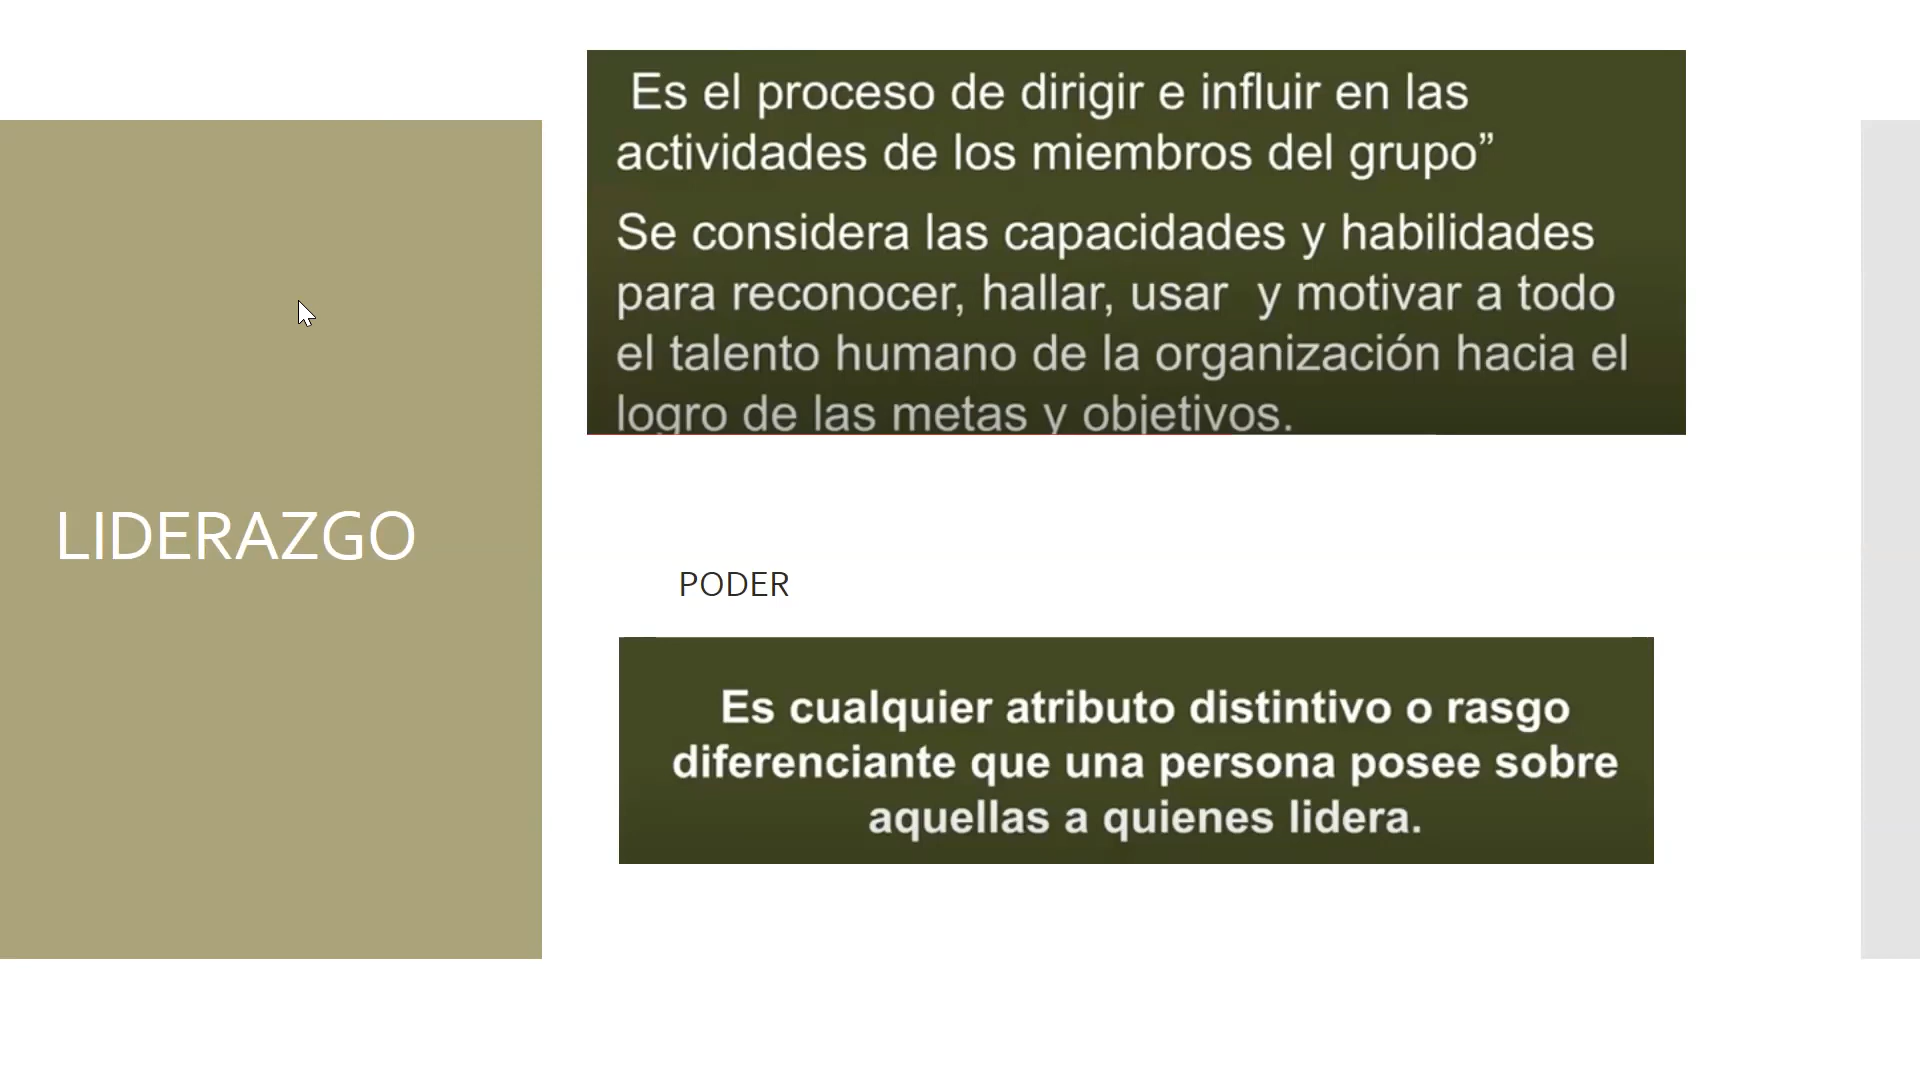 LIDERAZGO
Es el proceso de dirigir e influir en las
actividades de los miembros del grupo”
Se considera las capacidades y habilidades
para reconocer, hallar, usar  y motivar a todo
el talento humano de la organización hacia el
logro de las metas y objetivos.
PODER
Es cualquier atributo distintivo o rasgo
diferenciante que una persona posee sobre
aquellas a quienes lidera.